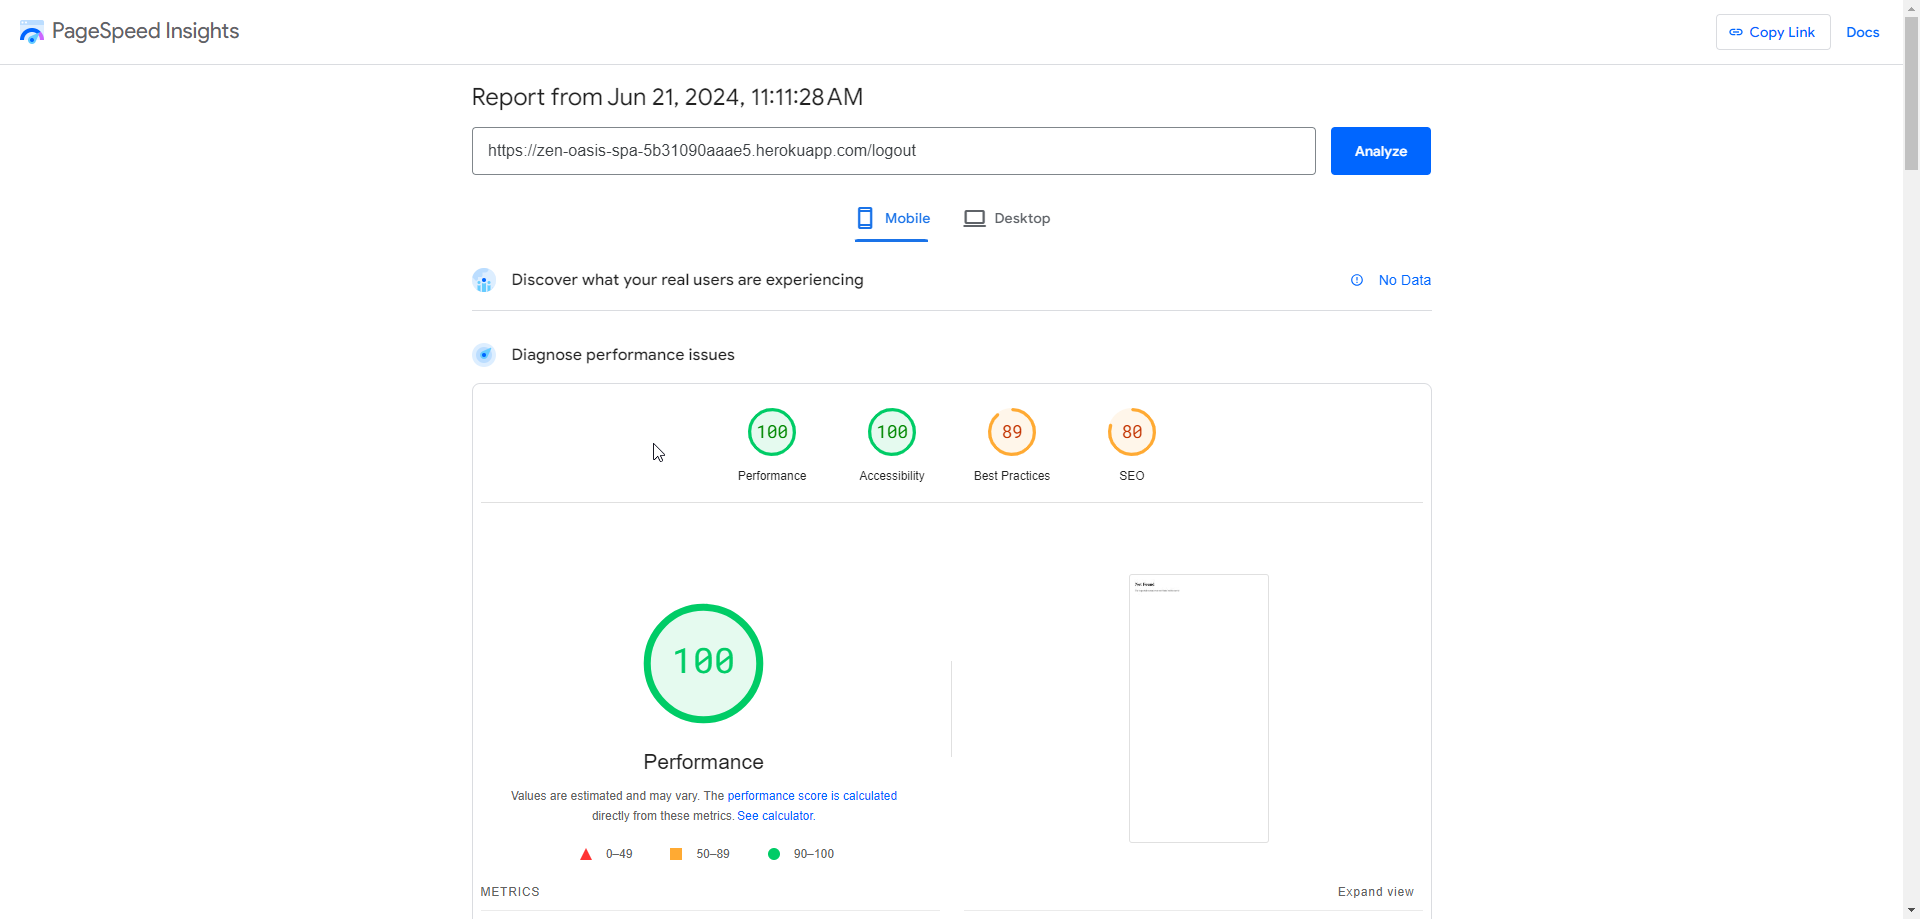 PageSpeed Insights
Copy Link
Docs
Report from Jun 21, 2024, 11:11:28 AM
https://zen-oasis-spa-5b31090aaae5.herokuapp.com/logout
Analyze
Mobile
Desktop
Discover what your real users are experiencing
No Data
Diagnose performance issues
100
100
89
80
Performance
Accessibility
Best Practices
SEO
Not Found
100
Performance
Values are estimated and may vary. The performance score is calculated
directly from these metrics. See calculator.
0–49
50–89
90–100
METRICS
Expand view